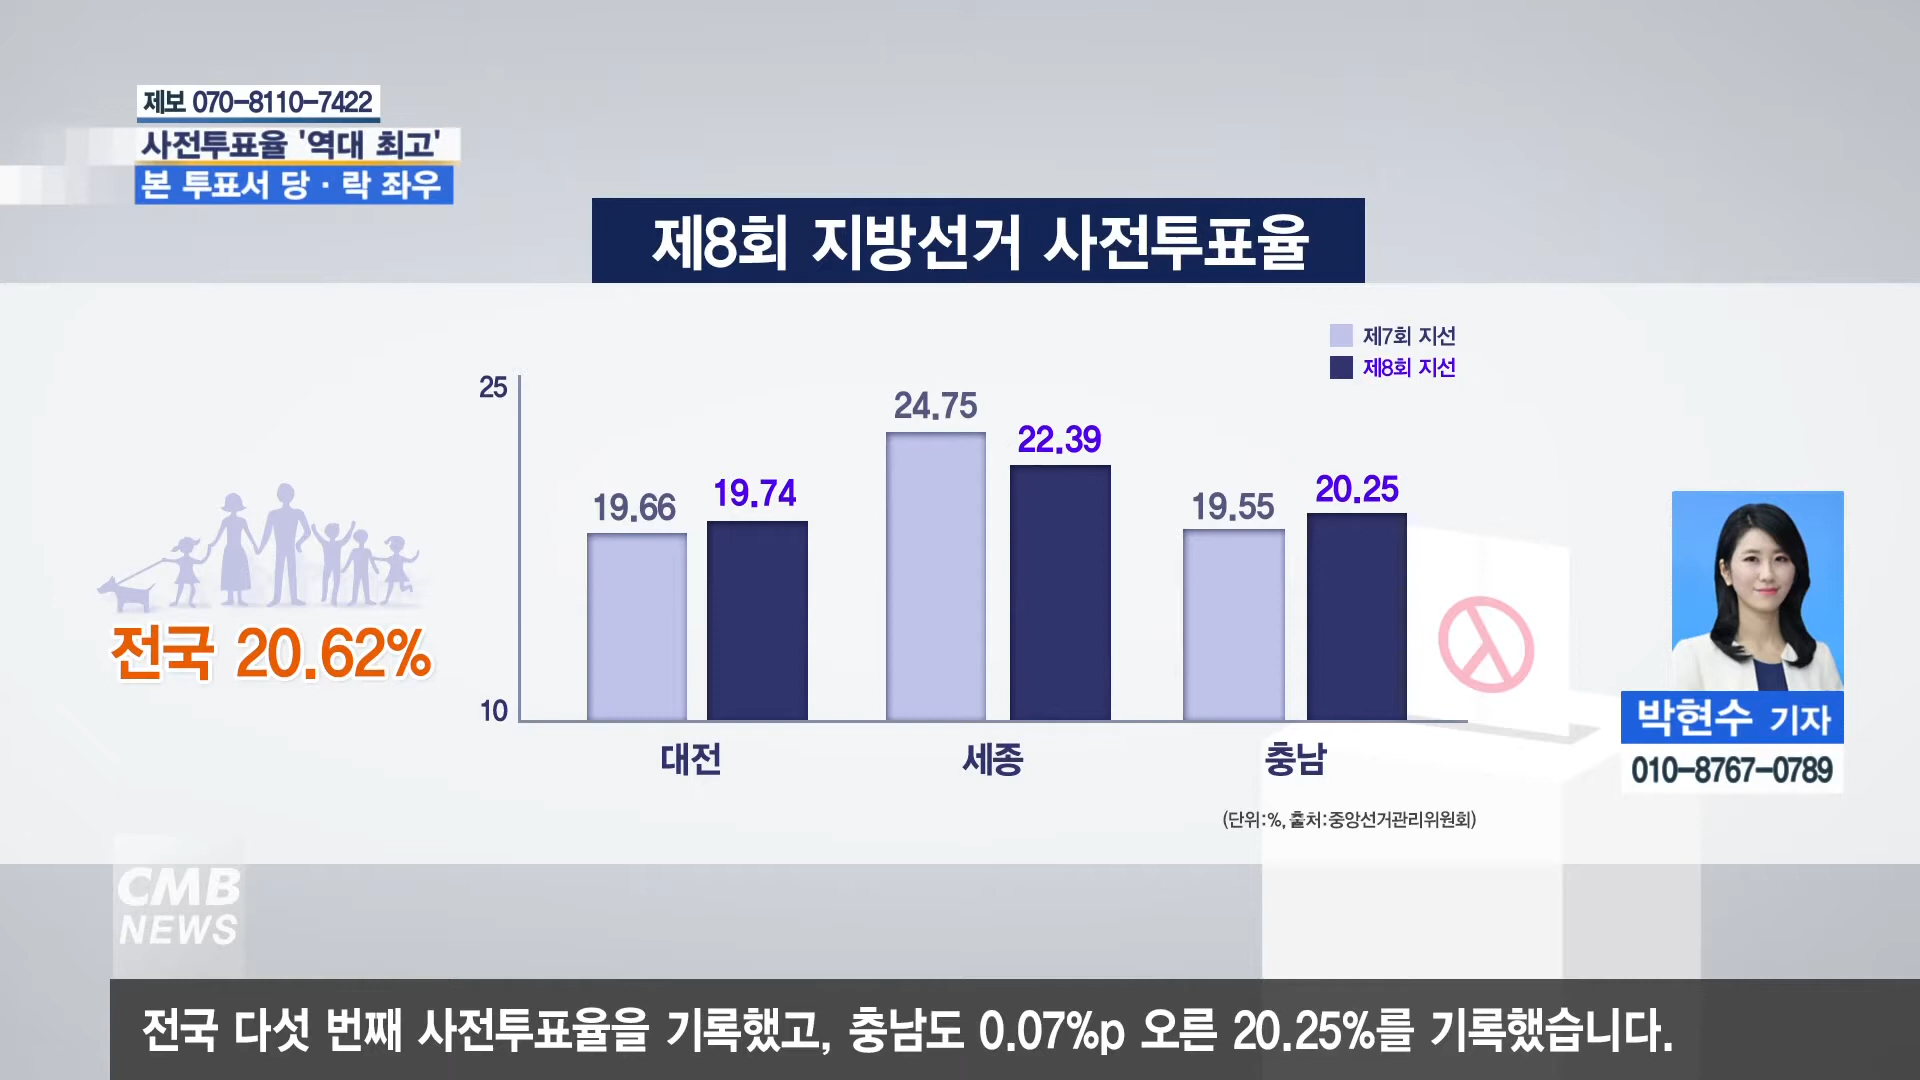 제보 070-8110-7422
사전투표율 '역대 최고'
본 투표서 당·락 좌우
제8회 지방선거 사전투표율
제7회 지선
제8회 지선
25
10
19.66
19.74
24.75
22.39
19.55
20.25
대전
세종
충남
전국 20.62%
(단위:%, 출처:중앙선거관리위원회)
박현수 기자
010-8767-0789
CMB
NEWS
전국 다섯 번째 사전투표율을 기록했고, 충남도 0.07%p 오른 20.25%를 기록했습니다.